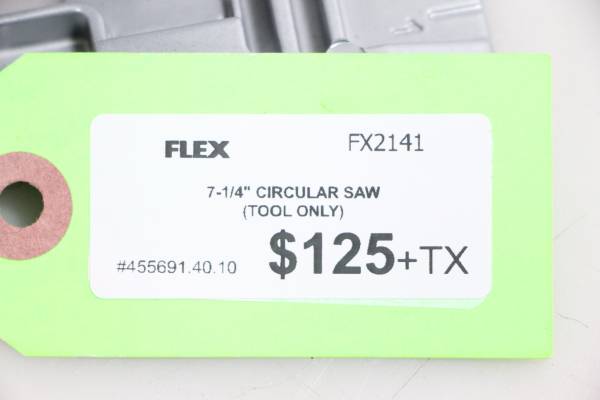 FLEX FX2141
7-1/4" CIRCULAR SAW
(TOOL ONLY)
#455691.40.10 $125+TX